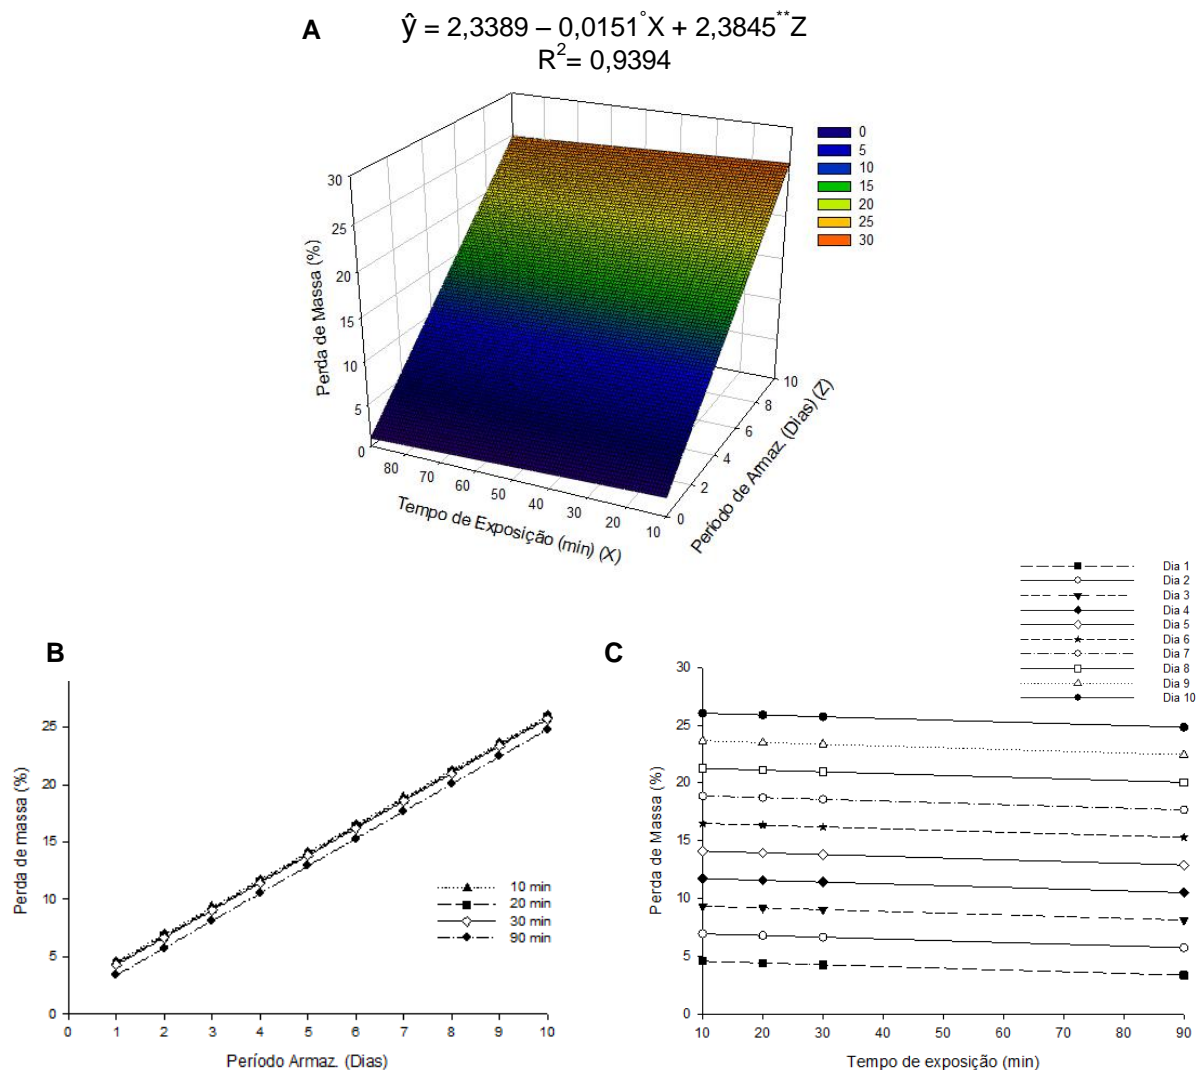 A
ŷ = 2,3389 – 0,0151°X + 2,3845**Z
R²= 0,9394
0
5
10
15
20
25
30
Perda de Massa (%)
30
25
20
15
10
5
0
80
70
60
50
40
30
20
10
Tempo de Exposição (min) (X)
0
2
4
6
8
10
Período de Armaz. (Dias) (Z)
Dia 1
Dia 2
Dia 3
Dia 4
Dia 5
Dia 6
Dia 7
Dia 8
Dia 9
Dia 10
B
Perda de massa (%)
25
20
15
10
5
0
0 1 2 3 4 5 6 7 8 9 10
Período Armaz. (Dias)
10 min
20 min
30 min
90 min
C
Perda de Massa (%)
30
25
20
15
10
5
0
10 20 30 40 50 60 70 80 90
Tempo de exposição (min)